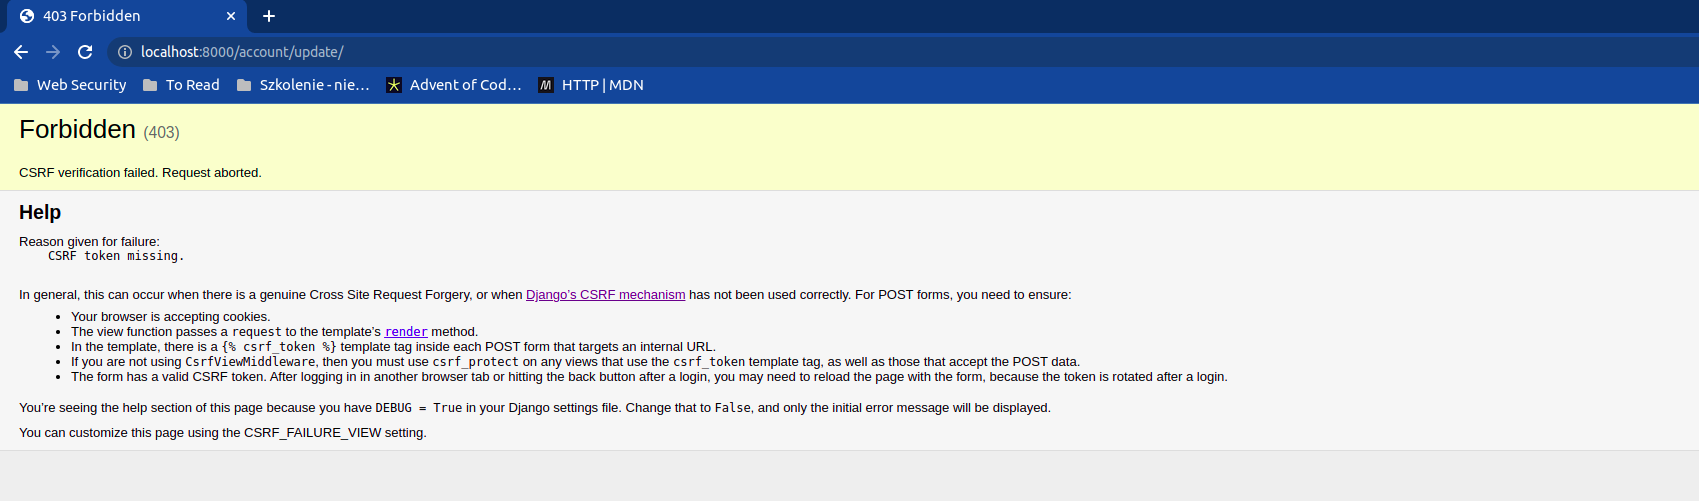 403 Forbidden
localhost:8000/account/update/
Web Security To Read Szkolenie - nie... Advent of Cod... HTTP | MDN
Forbidden (403)
CSRF verification failed. Request aborted.
Help
Reason given for failure:
CSRF token missing.
In general, this can occur when there is a genuine Cross Site Request Forgery, or when Django’s CSRF mechanism has not been used correctly. For POST forms, you need to ensure:
• Your browser is accepting cookies.
• The view function passes a request to the template’s render method.
• In the template, there is a {% csrf_token %} template tag inside each POST form that targets an internal URL.
• If you are not using CsrfViewMiddleware, then you must use csrf_protect on any views that use the csrf_token template tag, as well as those that accept the POST data.
• The form has a valid CSRF token. After logging in in another browser tab or hitting the back button after a login, you may need to reload the page with the form, because the token is rotated after a login.
You’re seeing the help section of this page because you have DEBUG = True in your Django settings file. Change that to False, and only the initial error message will be displayed.
You can customize this page using the CSRF_FAILURE_VIEW setting.